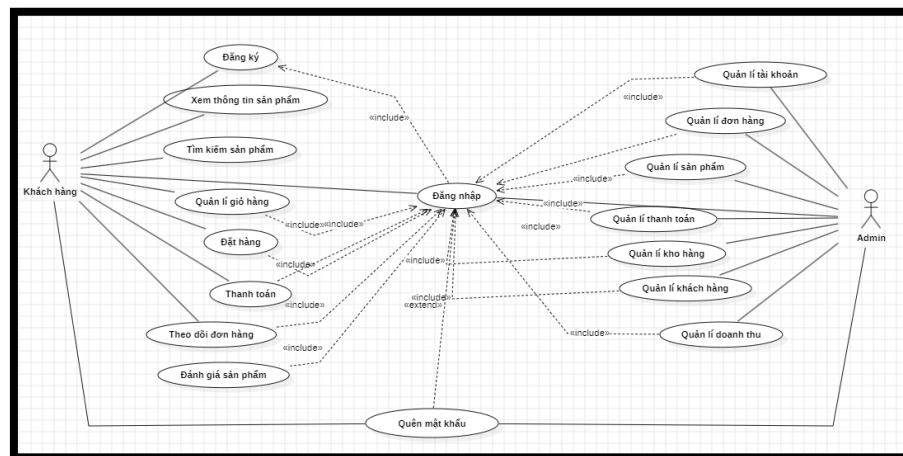 Đăng ký
Quản lí tài khoản
Xem thông tin sản phẩm
«include»
«include»
Quản lí đơn hàng
Tìm kiếm sản phẩm
Quản lí sản phẩm
Khách hàng
Đăng nhập
Quản lí giỏ hàng
«include»
Quản lí thanh toán
«include»
«include»
«include»
Admin
Đặt hàng
Quản lí kho hàng
«include»
Thanh toán
Quản lí khách hàng
«include»
«include»
«extend»
Theo dõi đơn hàng
Quản lí doanh thu
«include»
«include»
Đánh giá sản phẩm
Quên mật khẩu